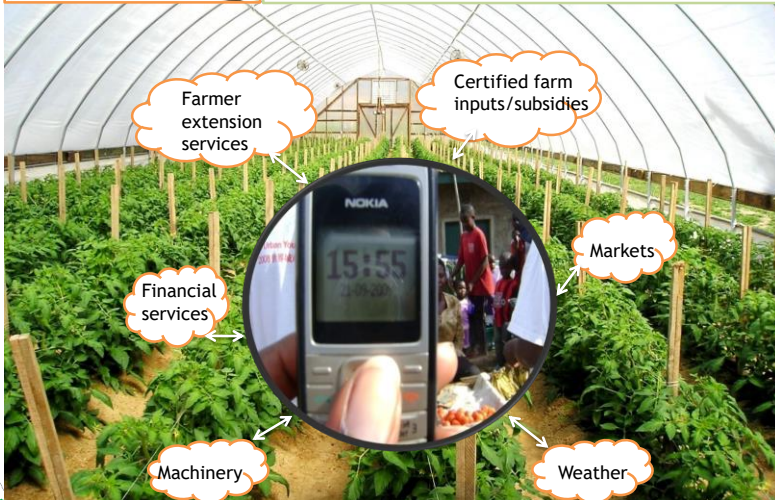 Farmer
extension
services
Certified farm
inputs/subsidies
NOKIA
15:55
Markets
Financial
services
Machinery
Weather